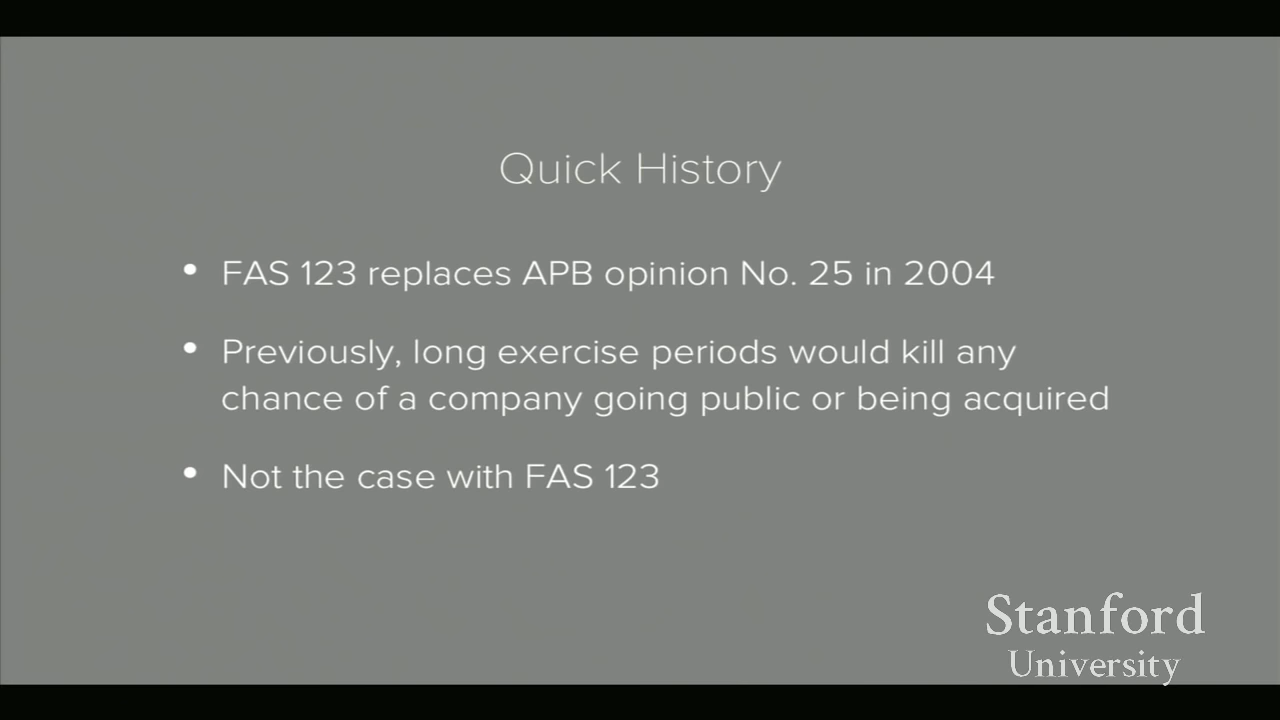 Quick History
• FAS 123 replaces APB opinion No. 25 in 2004
• Previously, long exercise periods would kill any
chance of a company going public or being acquired
• Not the case with FAS 123
Stanford
University